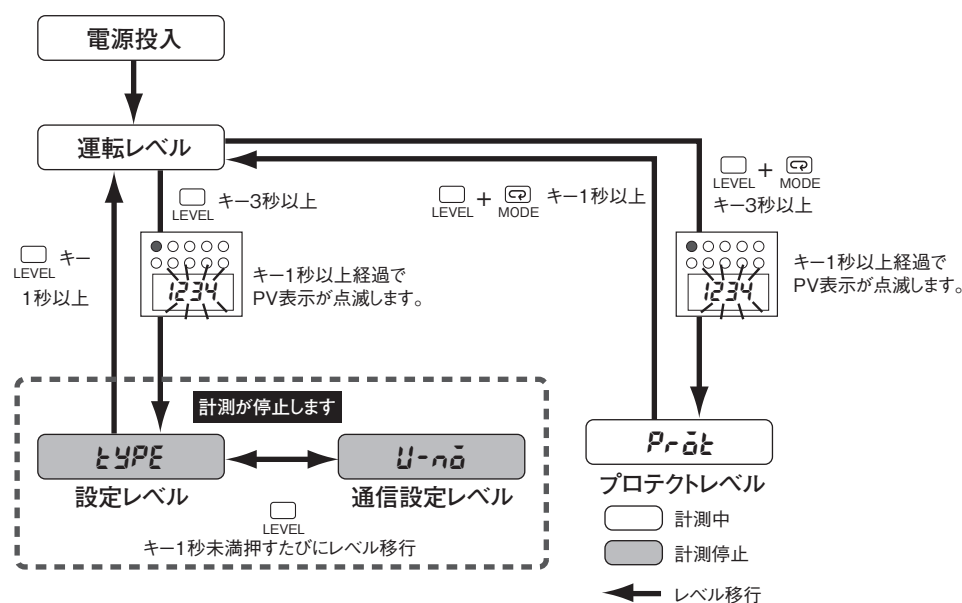 電源投入
運転レベル
LEVEL キー3秒以上
LEVEL + MODE キー1秒以上
LEVEL + MODE
キー3秒以上
LEVEL キー
1秒以上
1234
キー1秒以上経過で
PV表示が点滅します。
1234
キー1秒以上経過で
PV表示が点滅します。
計測が停止します
tYPE
設定レベル
U-no
通信設定レベル
LEVEL
キー1秒未満押すたびにレベル移行
Prot
プロテクトレベル
計測中
計測停止
レベル移行